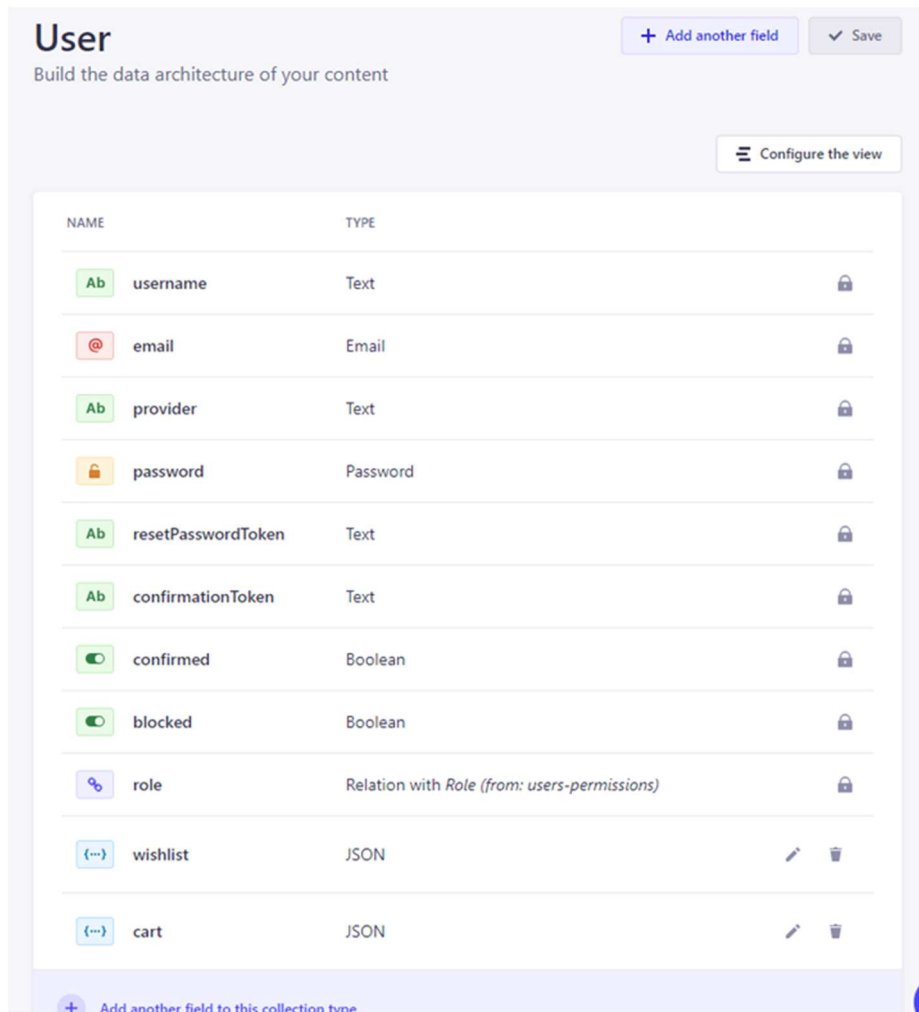 User
+ Add another field
Save
Build the data architecture of your content
Configure the view
NAME TYPE
Ab username Text
@ email Email
Ab provider Text
password Password
Ab resetPasswordToken Text
Ab confirmationToken Text
confirmed Boolean
blocked Boolean
role Relation with Role (from: users-permissions)
{···} wishlist JSON
{···} cart JSON
+ Add another field to this collection type